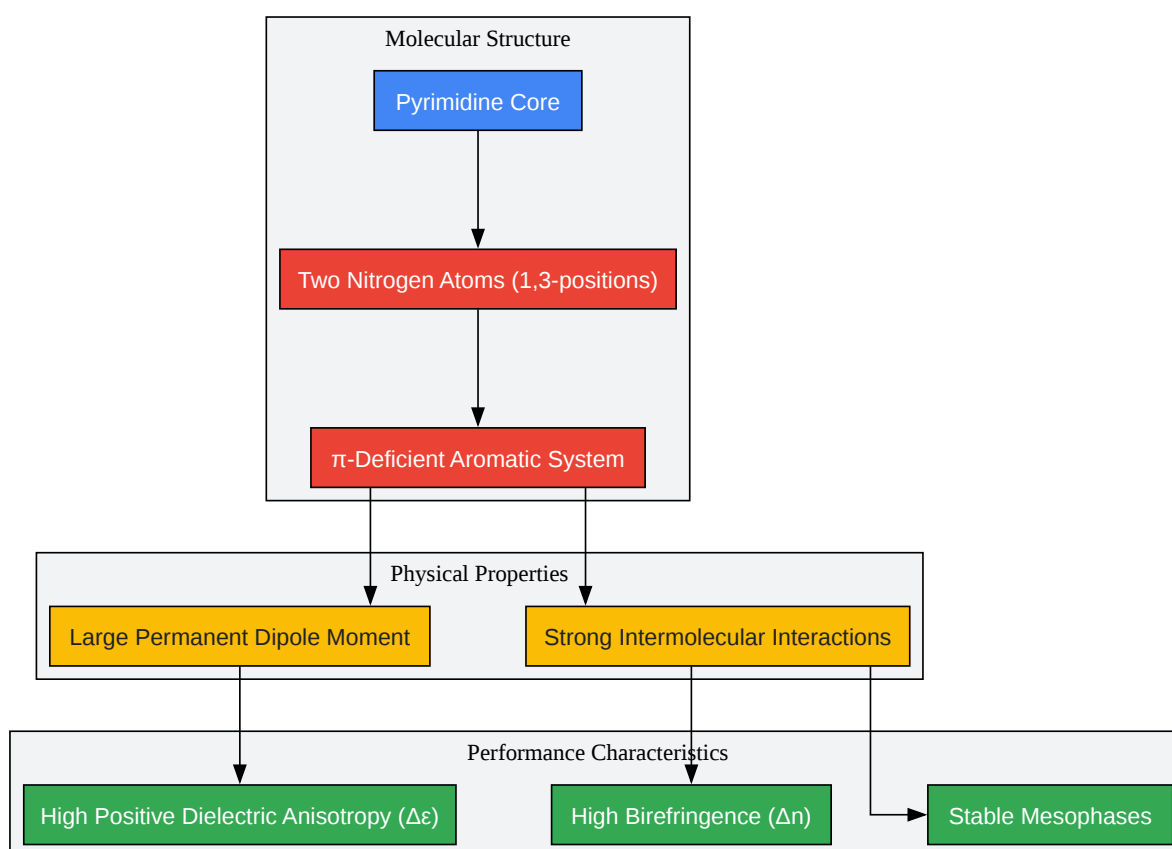 Molecular Structure
Pyrimidine Core
Two Nitrogen Atoms (1,3-positions)
π-Deficient Aromatic System
Physical Properties
Large Permanent Dipole Moment
Strong Intermolecular Interactions
Performance Characteristics
High Positive Dielectric Anisotropy (Δε)
High Birefringence (Δn)
Stable Mesophases